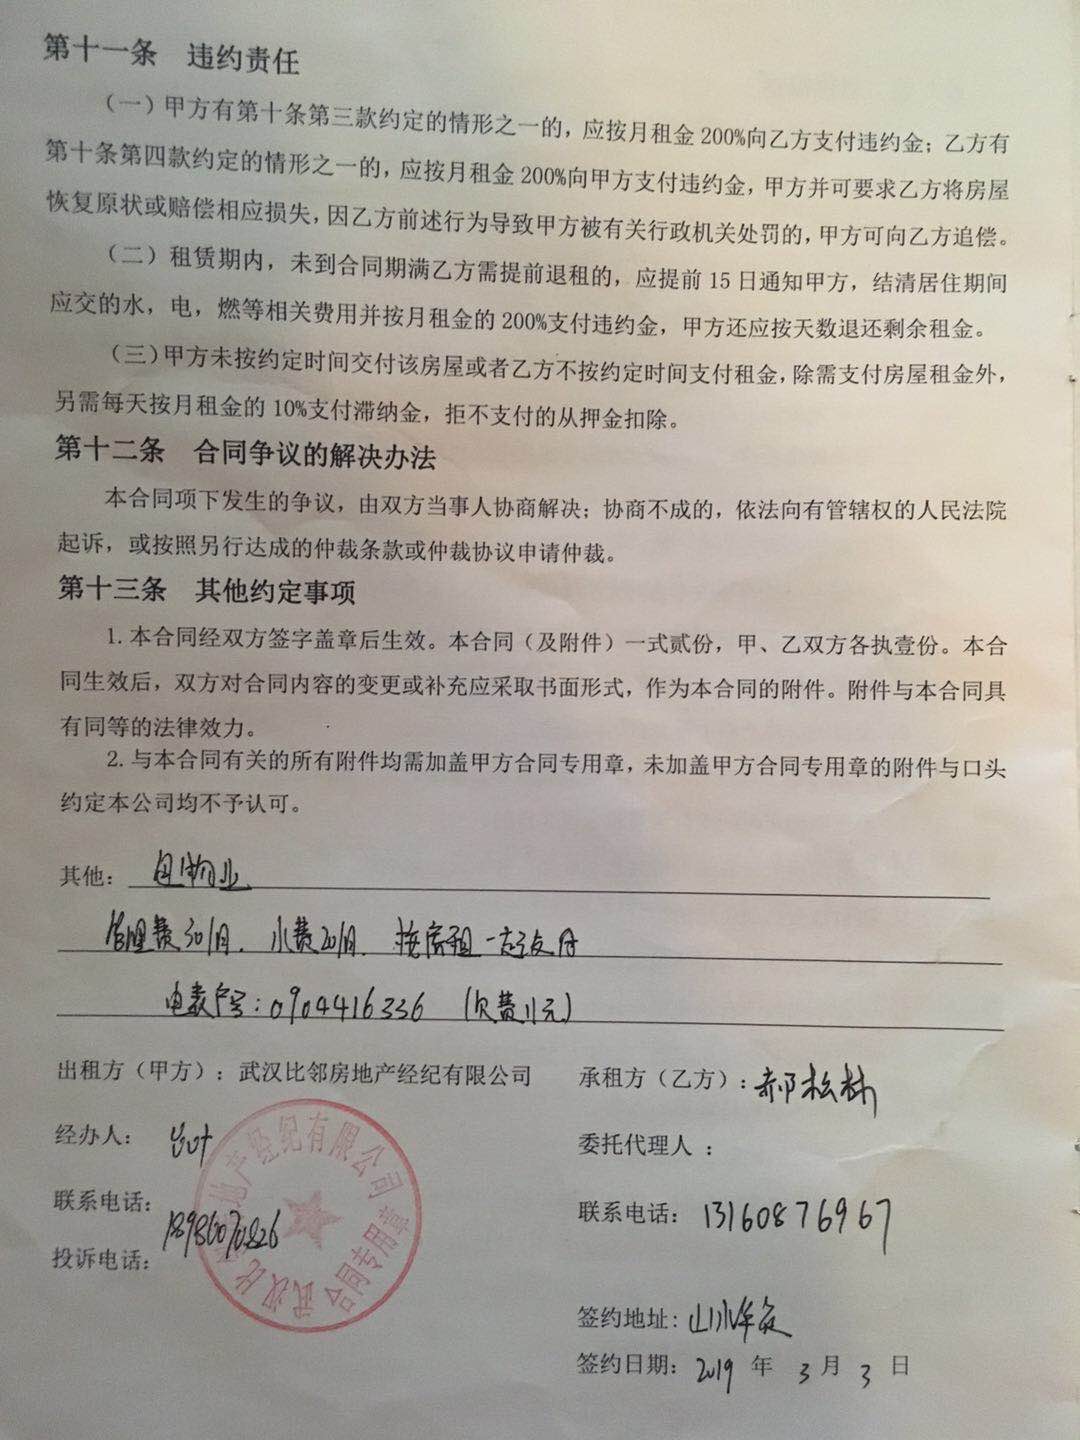 第十一条　违约责任
（一）甲方有第十条第三款约定的情形之一的，应按月租金200%向乙方支付违约金；乙方有
第十条第四款约定的情形之一的，应按月租金200%向甲方支付违约金，甲方并可要求乙方将房屋
恢复原状或赔偿相应损失，因乙方前述行为导致甲方被有关行政机关处罚的，甲方可向乙方追偿。
（二）租赁期内，未到合同期满乙方需提前退租的，应提前15日通知甲方，结清居住期间
应交的水，电，燃等相关费用并按月租金的200%支付违约金，甲方还应按天数退还剩余租金。
（三）甲方未按约定时间交付该房屋或者乙方不按约定时间支付租金，除需支付房屋租金外，
另需每天按月租金的10%支付滞纳金，拒不支付的从押金扣除。
第十二条　合同争议的解决办法
本合同项下发生的争议，由双方当事人协商解决；协商不成的，依法向有管辖权的人民法院
起诉，或按照另行达成的仲裁条款或仲裁协议申请仲裁。
第十三条　其他约定事项
1.本合同经双方签字盖章后生效。本合同（及附件）一式贰份，甲、乙双方各执壹份。本合
同生效后，双方对合同内容的变更或补充应采取书面形式，作为本合同的附件。附件与本合同具
有同等的法律效力。
2.与本合同有关的所有附件均需加盖甲方合同专用章，未加盖甲方合同专用章的附件与口头
约定本公司均不予认可。
其他：物业
管理费30/月．水费20/月．按房租一起支付
电表户号：0904416336（欠费11元）
出租方（甲方）：武汉比邻房地产经纪有限公司
承租方（乙方）：郝松林
经办人：
委托代理人：
联系电话：18986070826
联系电话：13160876967
投诉电话：
武汉比地产经纪有限公司
合同专用章
签约地址：山水华庭
签约日期：2019年3月3日